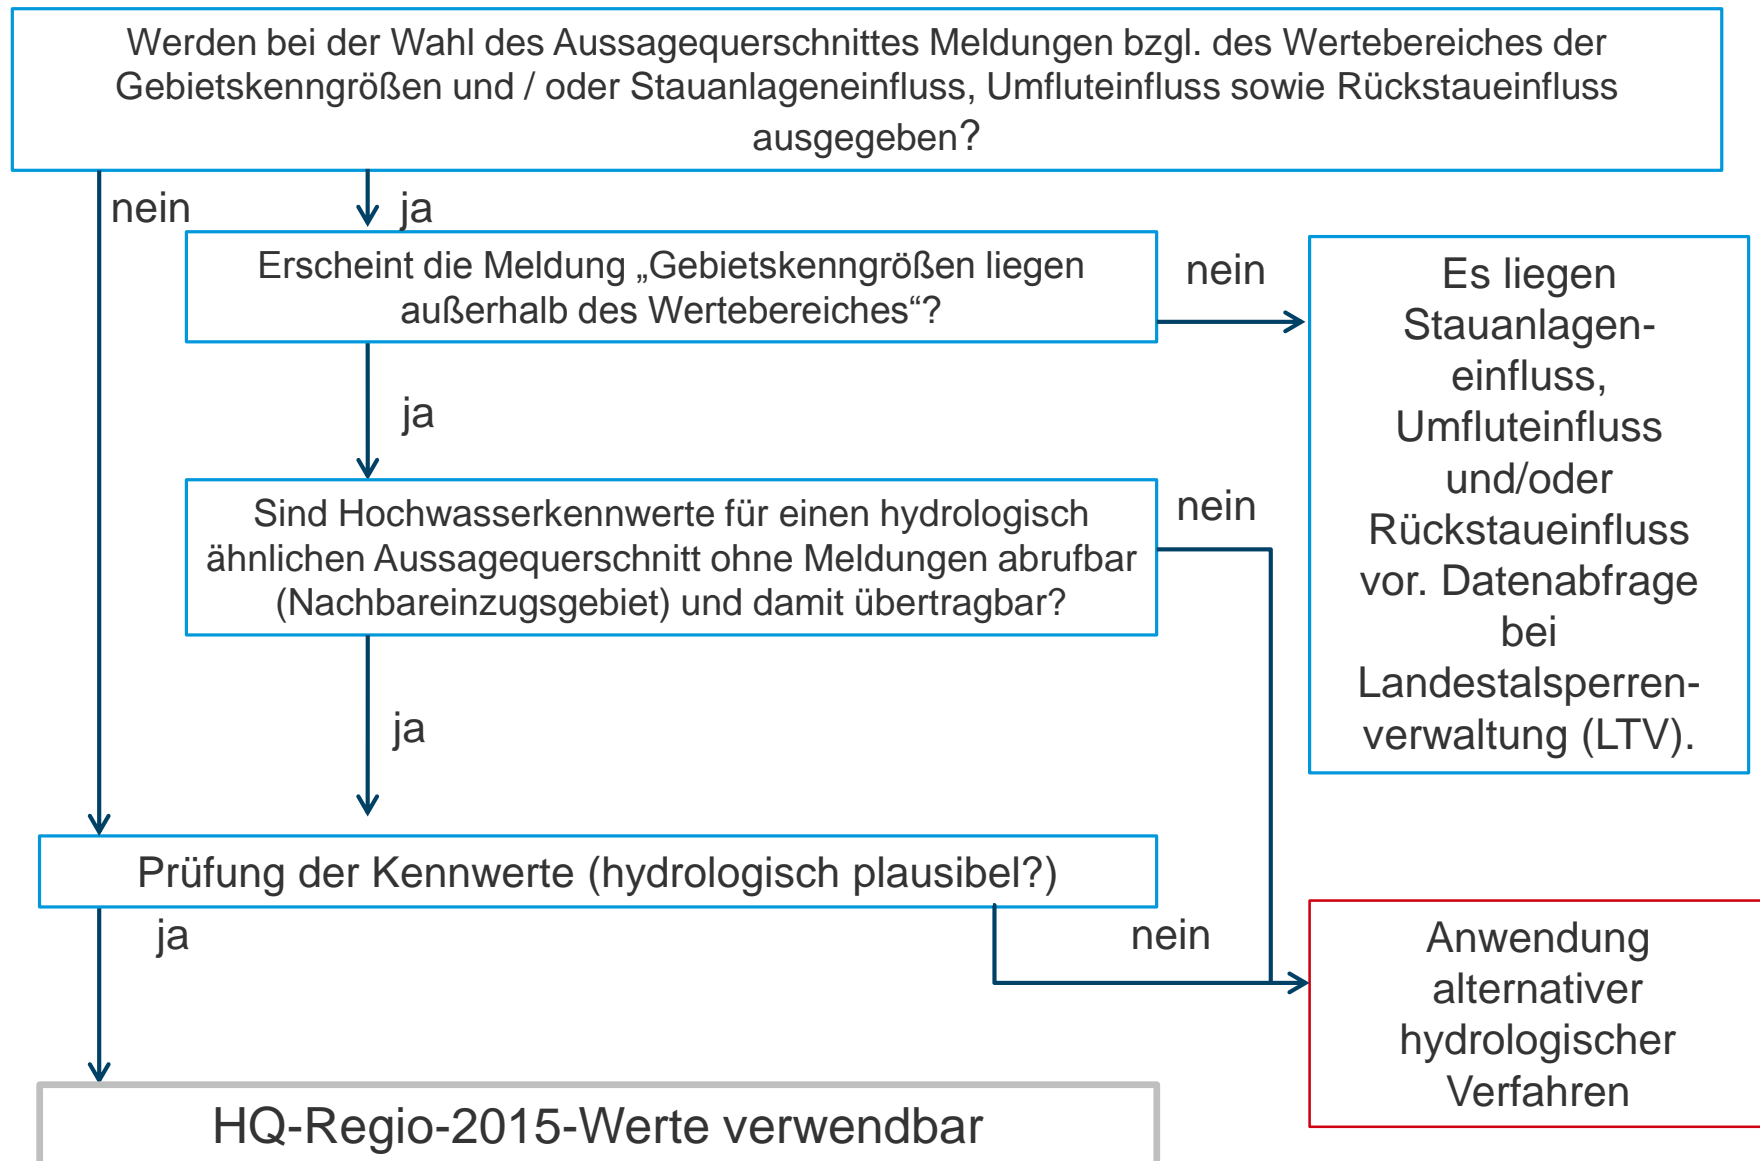 Werden bei der Wahl des Aussagequerschnittes Meldungen bzgl. des Wertebereiches der
Gebietskenngrößen und / oder Stauanlageneinfluss, Umfluteinfluss sowie Rückstaueinfluss
ausgegeben?
nein
ja
Erscheint die Meldung „Gebietskenngrößen liegen
außerhalb des Wertebereiches“?
nein
Es liegen
Stauanlagen-
einfluss,
Umfluteinfluss
und/oder
Rückstaueinfluss
vor. Datenabfrage
bei
Landestalsperren-
verwaltung (LTV).
ja
Sind Hochwasserkennwerte für einen hydrologisch
ähnlichen Aussagequerschnitt ohne Meldungen abrufbar
(Nachbareinzugsgebiet) und damit übertragbar?
nein
ja
Prüfung der Kennwerte (hydrologisch plausibel?)
ja
nein
Anwendung
alternativer
hydrologischer
Verfahren
HQ-Regio-2015-Werte verwendbar